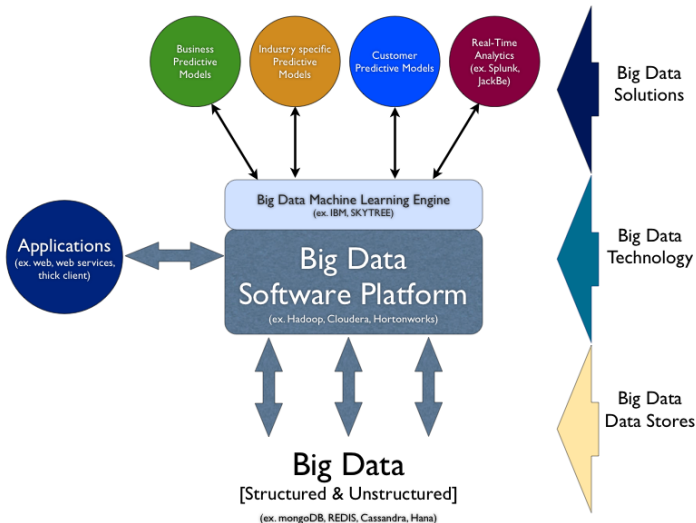 Business
Predictive
Models
Industry specific
Predictive
Models
Customer
Predictive Models
Real-Time
Analytics
(ex. Splunk,
JackBe)
Big Data
Solutions
Big Data Machine Learning Engine
(ex. IBM, SKYTREE)
Applications
(ex. web, web services,
thick client)
Big Data
Software Platform
(ex. Hadoop, Cloudera, Hortonworks)
Big Data
Technology
Big Data
Data Stores
Big Data
[Structured & Unstructured]
(ex. mongoDB, REDIS, Cassandra, Hana)